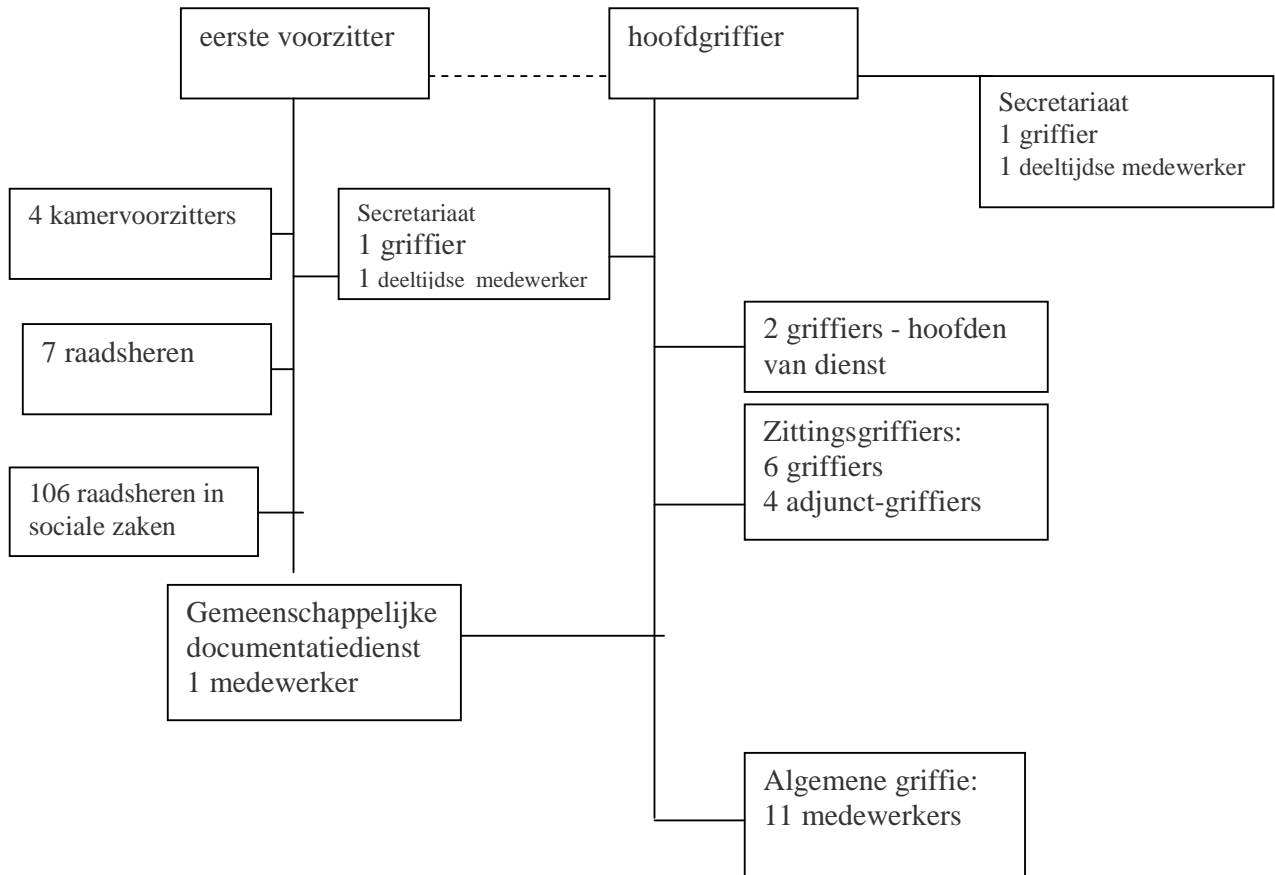 eerste voorzitter
hoofdgriffier
Secretariaat
1 griffier
1 deeltijdse medewerker
4 kamervoorzitters
Secretariaat
1 griffier
1 deeltijdse medewerker
7 raadsheren
2 griffiers - hoofden
van dienst
Zittingsgriffiers:
6 griffiers
4 adjunct-griffiers
106 raadsheren in
sociale zaken
Gemeenschappelijke
documentatiedienst
1 medewerker
Algemene griffie:
11 medewerkers